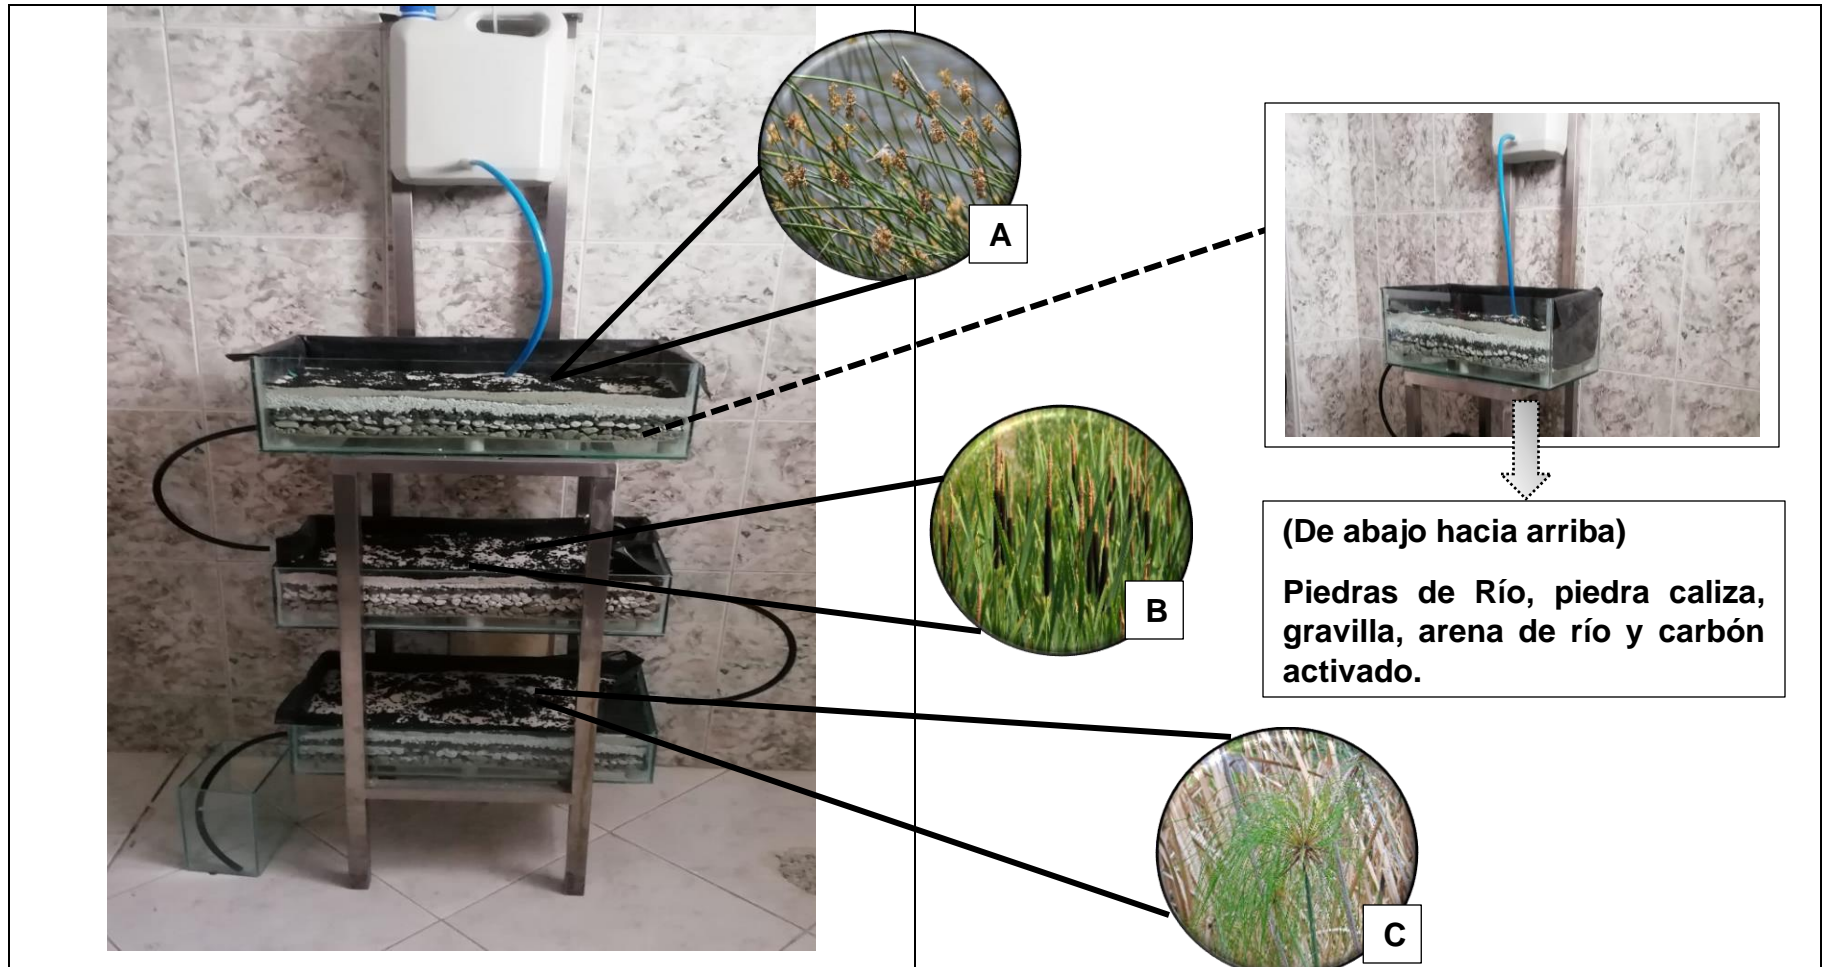 A
B
(De abajo hacia arriba)
Piedras de Río, piedra caliza,
gravilla, arena de río y carbón
activado.
C